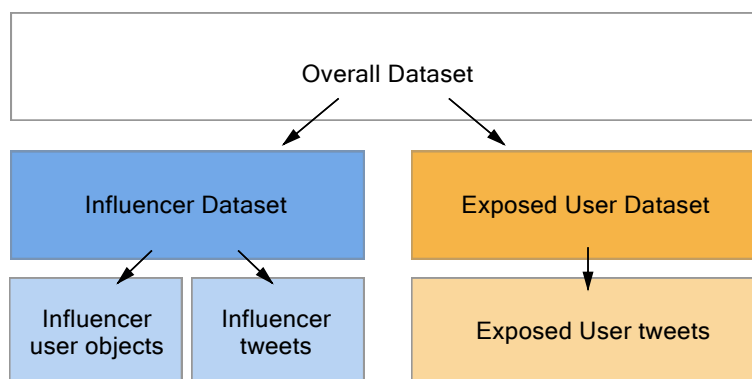 Overall Dataset
Influencer Dataset
Exposed User Dataset
Influencer
user objects
Influencer
tweets
Exposed User tweets